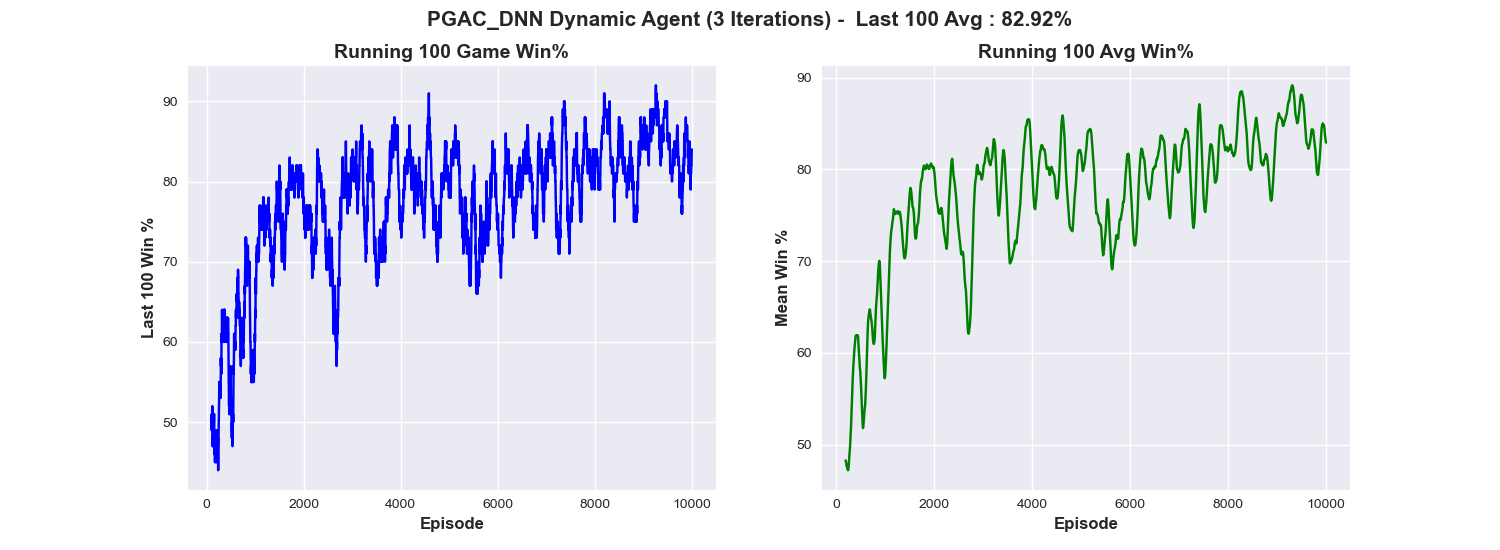 PGAC_DNN Dynamic Agent (3 Iterations) -  Last 100 Avg : 82.92%
Running 100 Game Win%
Last 100 Win %
90
80
70
60
50
0 2000 4000 6000 8000 10000
Episode
Running 100 Avg Win%
Mean Win %
90
80
70
60
50
0 2000 4000 6000 8000 10000
Episode